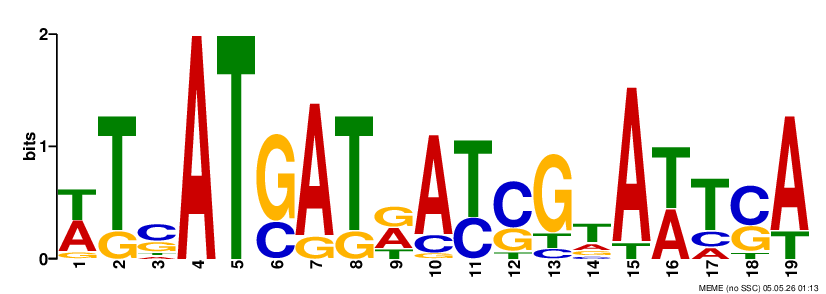 2
bits
1
0
T A G
T G
C G A
A
T
G C
A G
T G
G A T
A C G
T C
C G T
G T C
T A G
A T
T A
T C A
C G T
A T
1 2 3 4 5 6 7 8 9 10 11 12 13 14 15 16 17 18 19
MEME (no SSC) 05.05.26 01:13